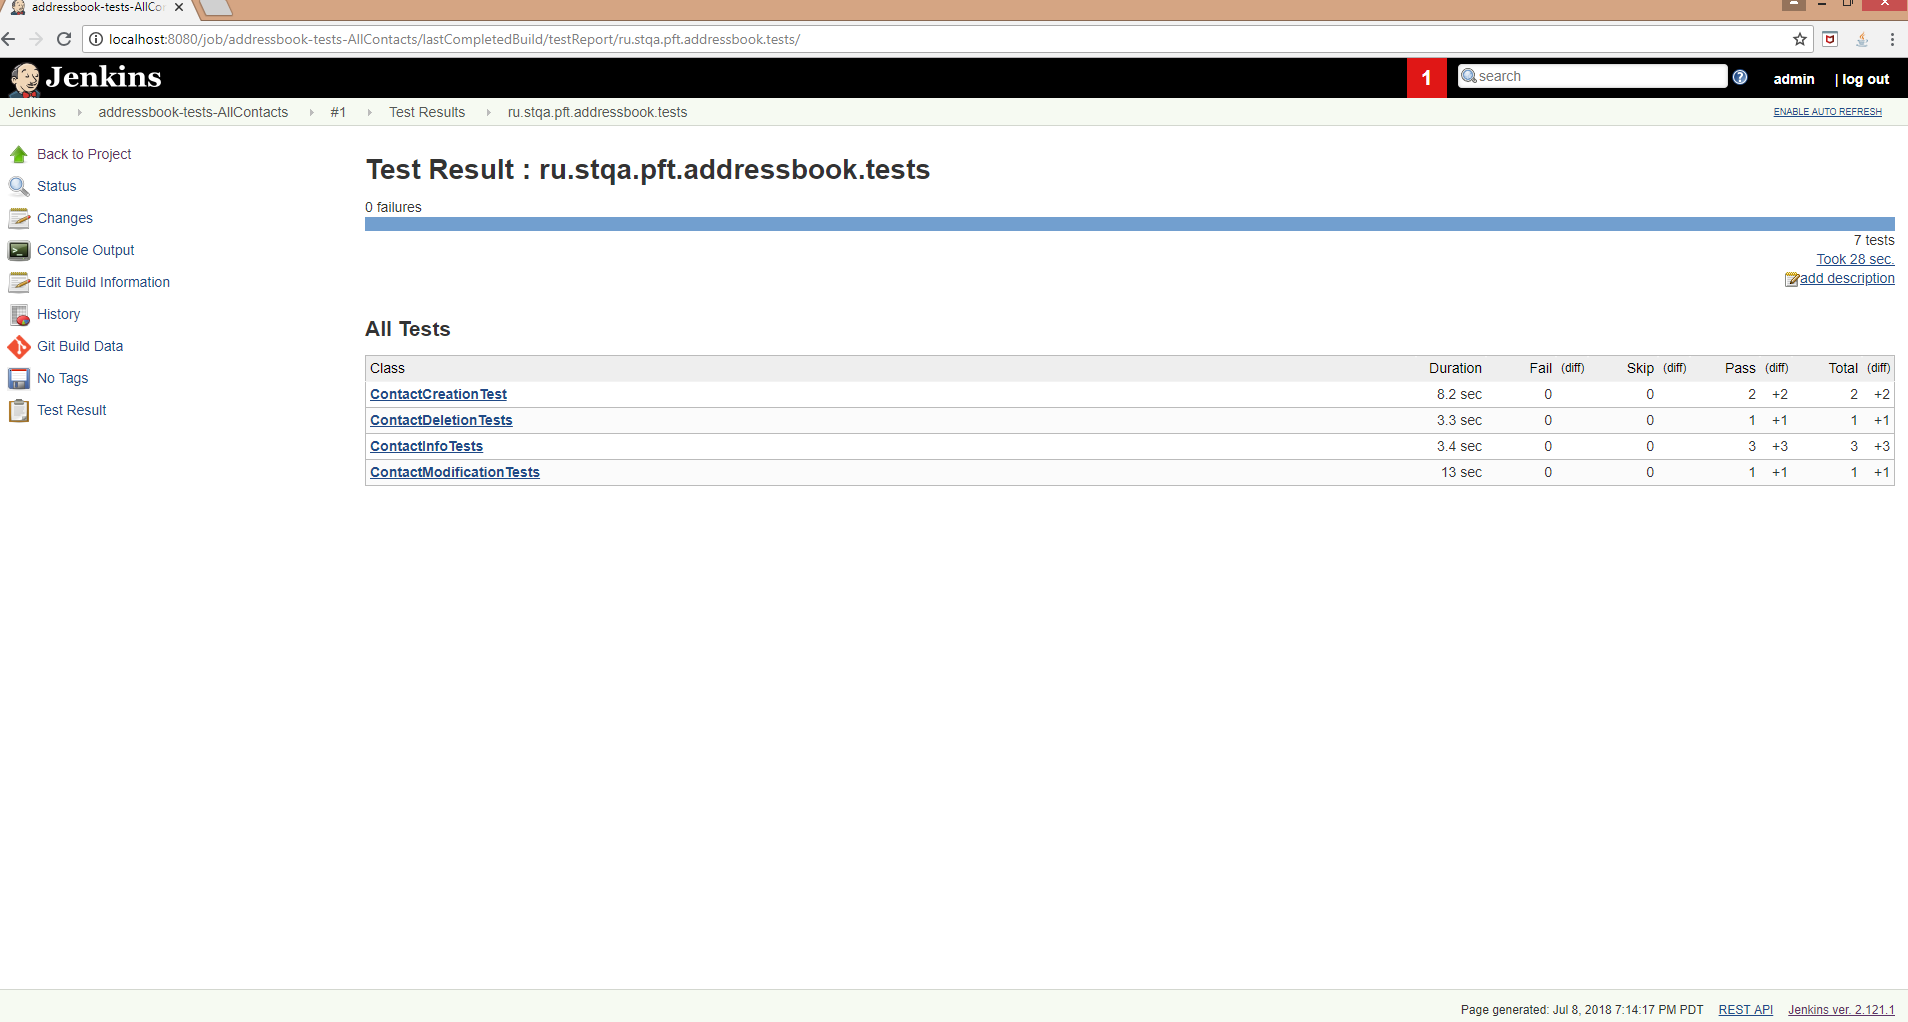 addressbook-tests-AllCor
localhost:8080/job/addressbook-tests-AllContacts/lastCompletedBuild/testReport/ru.stqa.pft.addressbook.tests/
Jenkins 1 search ? admin | log out
Jenkins addressbook-tests-AllContacts #1 Test Results ru.stqa.pft.addressbook.tests ENABLE AUTO REFRESH
Back to Project
Status
Changes
Console Output
Edit Build Information
History
Git Build Data
No Tags
Test Result
Test Result : ru.stqa.pft.addressbook.tests
0 failures
7 tests
Took 28 sec.
add description
All Tests
Class Duration Fail (diff) Skip (diff) Pass (diff) Total (diff)
ContactCreationTest 8.2 sec 0 0 2 +2 2 +2
ContactDeletionTests 3.3 sec 0 0 1 +1 1 +1
ContactInfoTests 3.4 sec 0 0 3 +3 3 +3
ContactModificationTests 13 sec 0 0 1 +1 1 +1
Page generated: Jul 8, 2018 7:14:17 PM PDT REST API Jenkins ver. 2.121.1